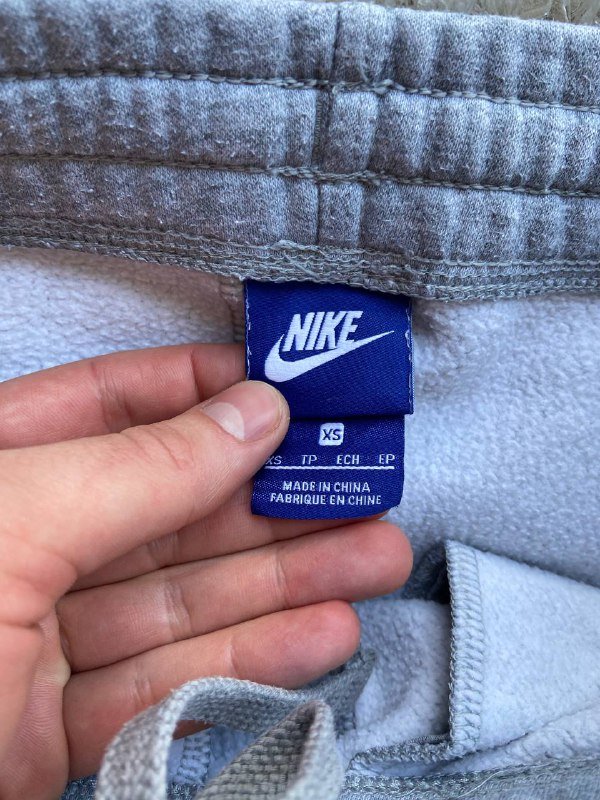 NIKE
XS
XS TP ECH EP
MADE IN CHINA
FABRIQUE EN CHINE